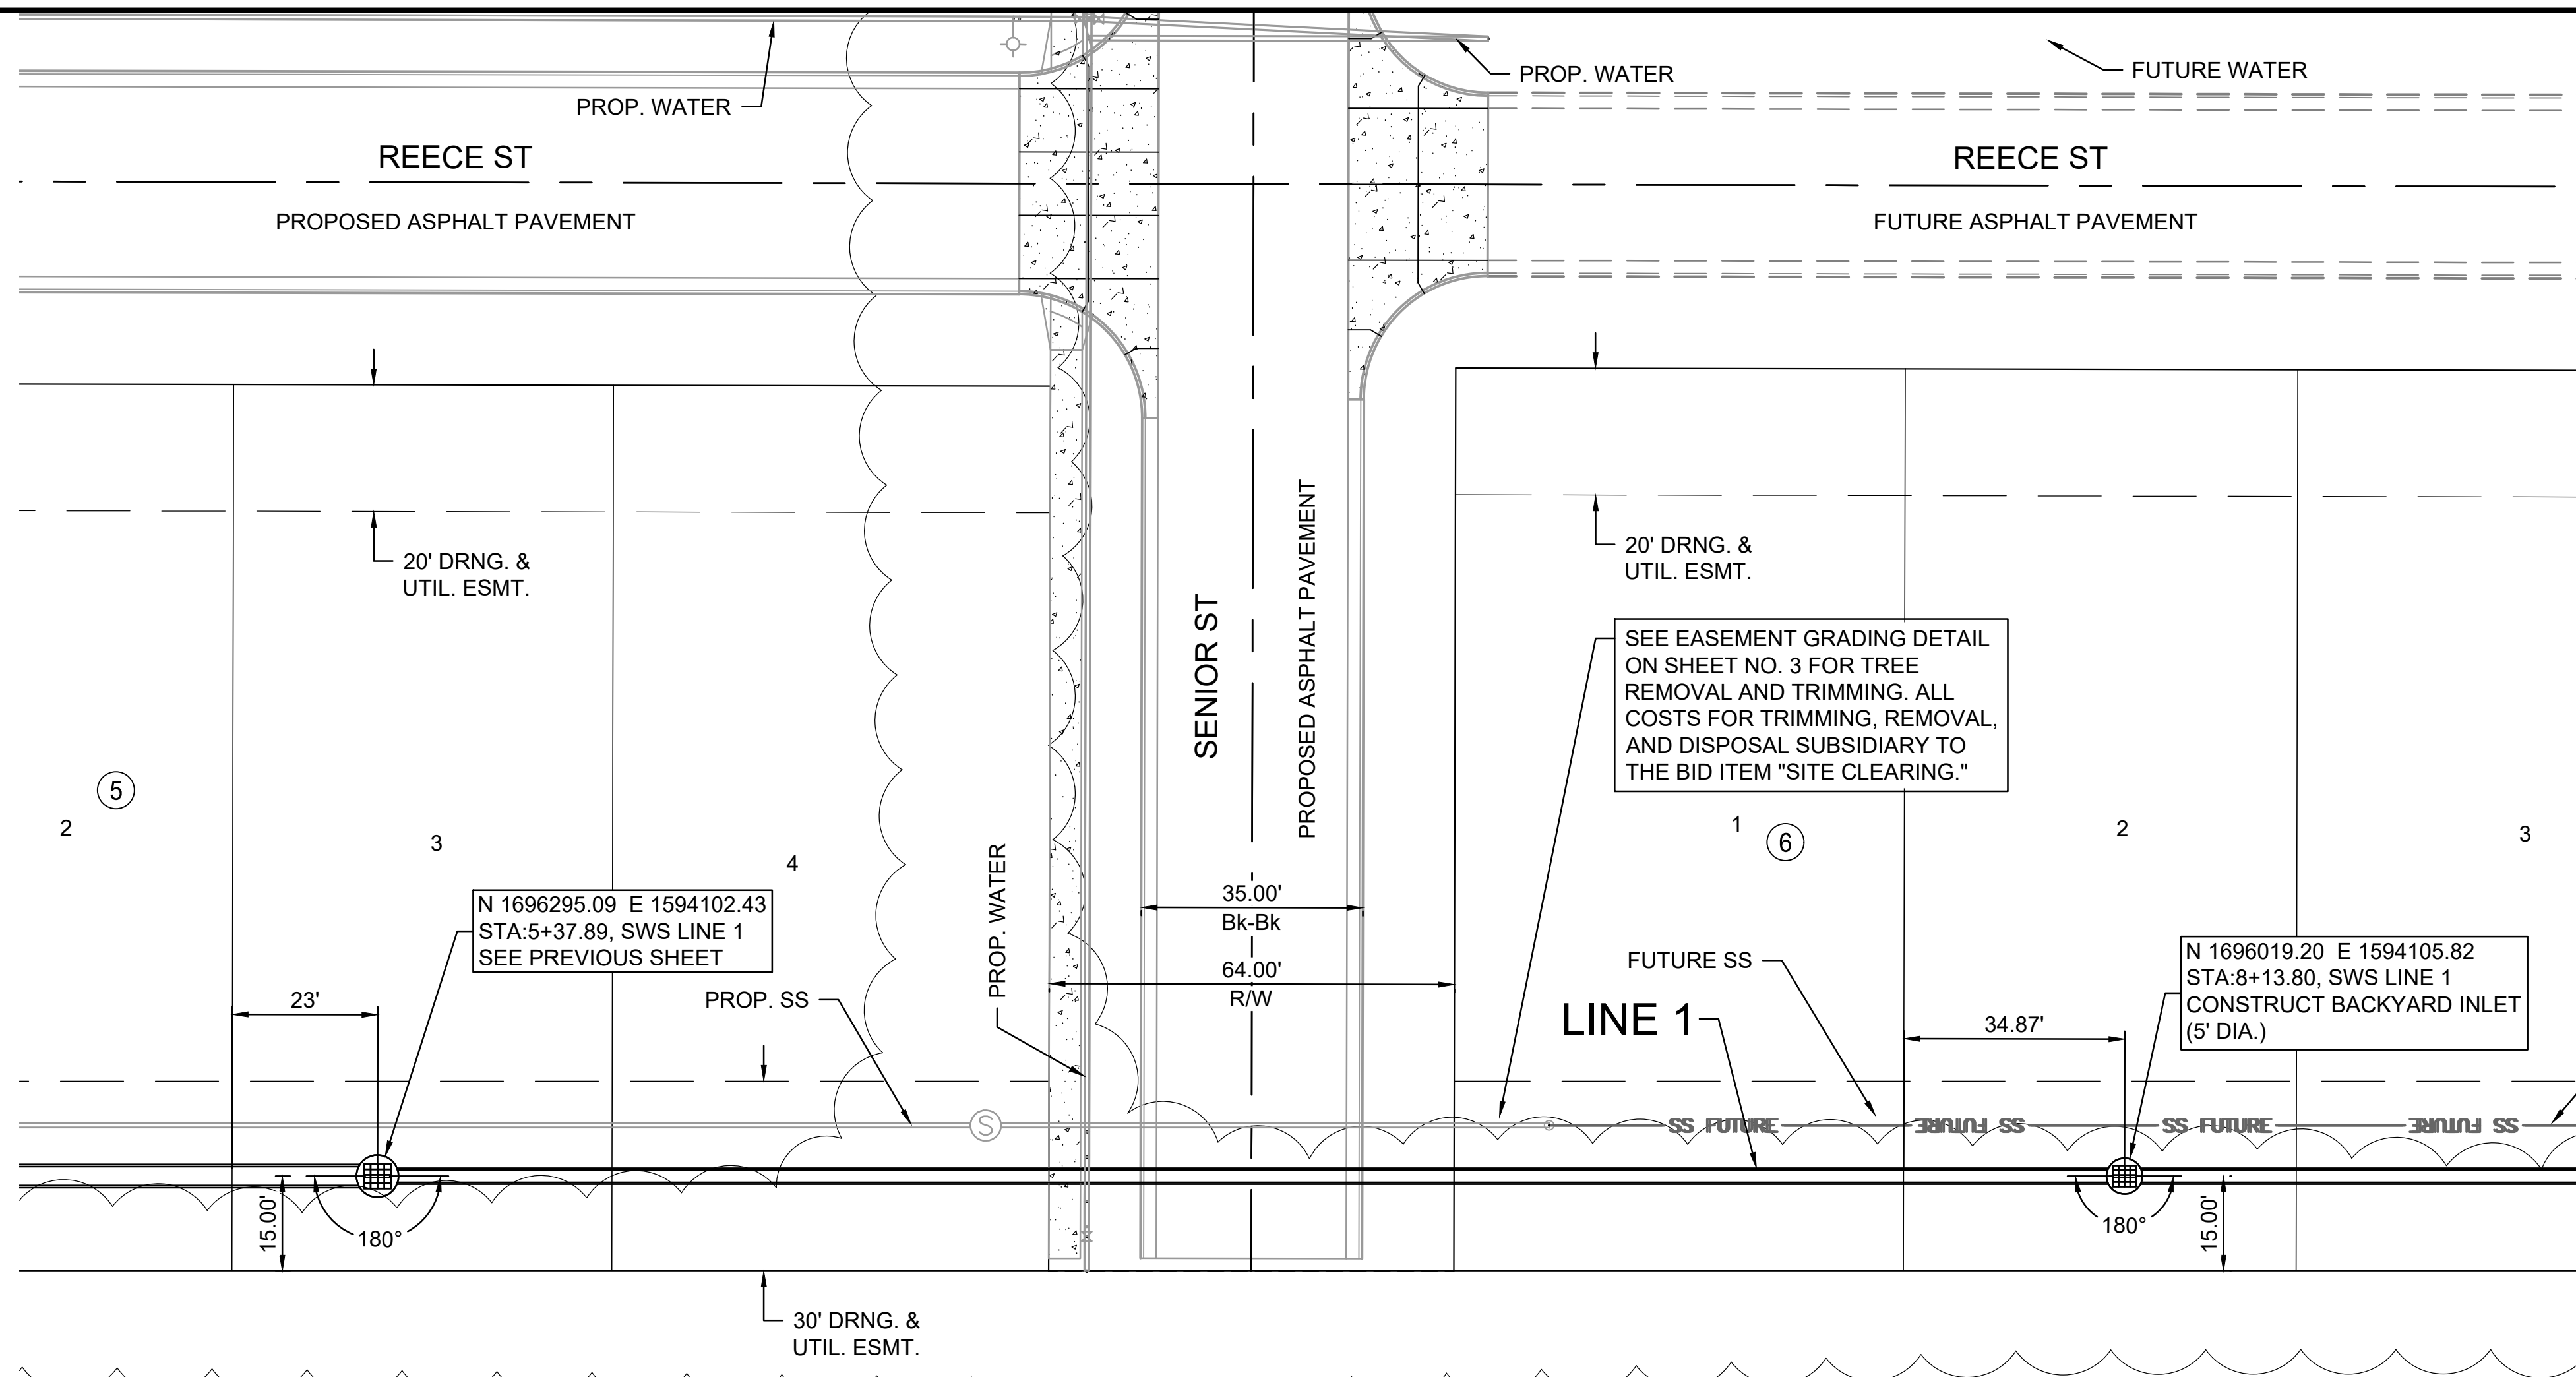 PROP. WATER
FUTURE WATER
PROP. WATER
REECE ST
REECE ST
PROPOSED ASPHALT PAVEMENT
FUTURE ASPHALT PAVEMENT
20' DRNG. &
UTIL. ESMT.
20' DRNG. &
UTIL. ESMT.
SENIOR ST
PROPOSED ASPHALT PAVEMENT
SEE EASEMENT GRADING DETAIL
ON SHEET NO. 3 FOR TREE
REMOVAL AND TRIMMING. ALL
COSTS FOR TRIMMING, REMOVAL,
AND DISPOSAL SUBSIDIARY TO
THE BID ITEM "SITE CLEARING."
5
2
3
4
1
6
2
3
N 1696295.09 E 1594102.43
STA:5+37.89, SWS LINE 1
SEE PREVIOUS SHEET
PROP. WATER
35.00'
Bk-Bk
64.00'
R/W
FUTURE SS
N 1696019.20 E 1594105.82
STA:8+13.80, SWS LINE 1
CONSTRUCT BACKYARD INLET
(5' DIA.)
23'
PROP. SS
LINE 1
34.87'
S
SS FUTURE
SS FUTURE
SS FUTURE
SS FUTURE
15.00'
180°
180°
15.00'
30' DRNG. &
UTIL. ESMT.